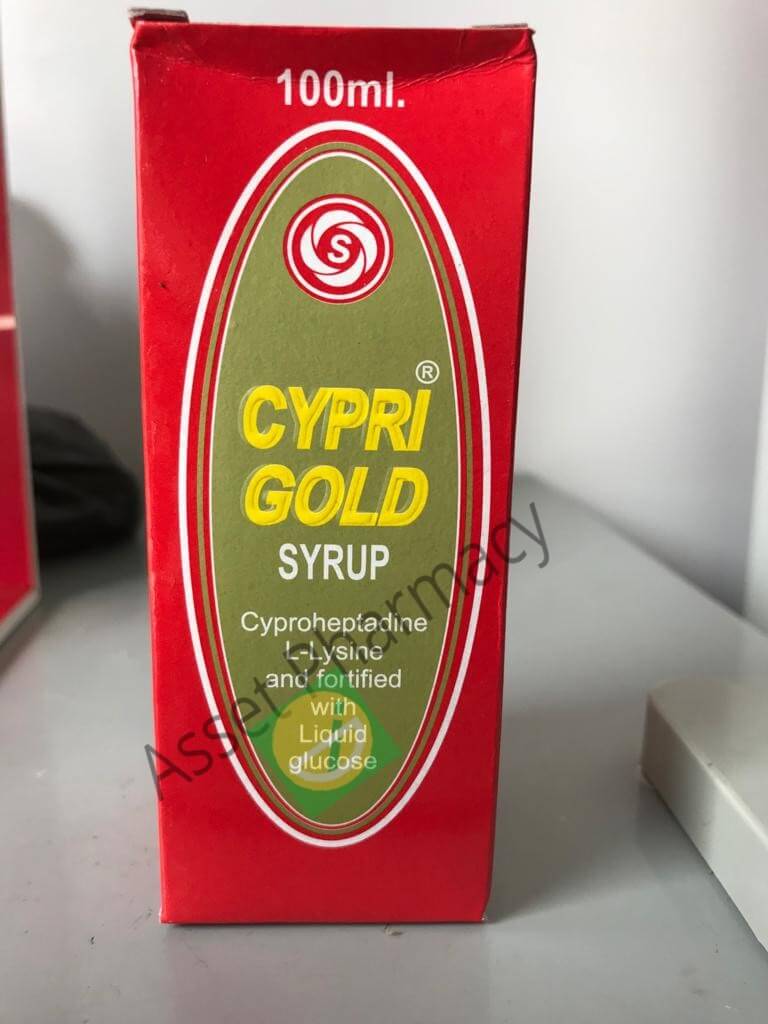 100ml.
S
CYPRI ®
GOLD
SYRUP
Cyproheptadine
L-Lysine
and fortified
with
Liquid
glucose
Asset Pharmacy